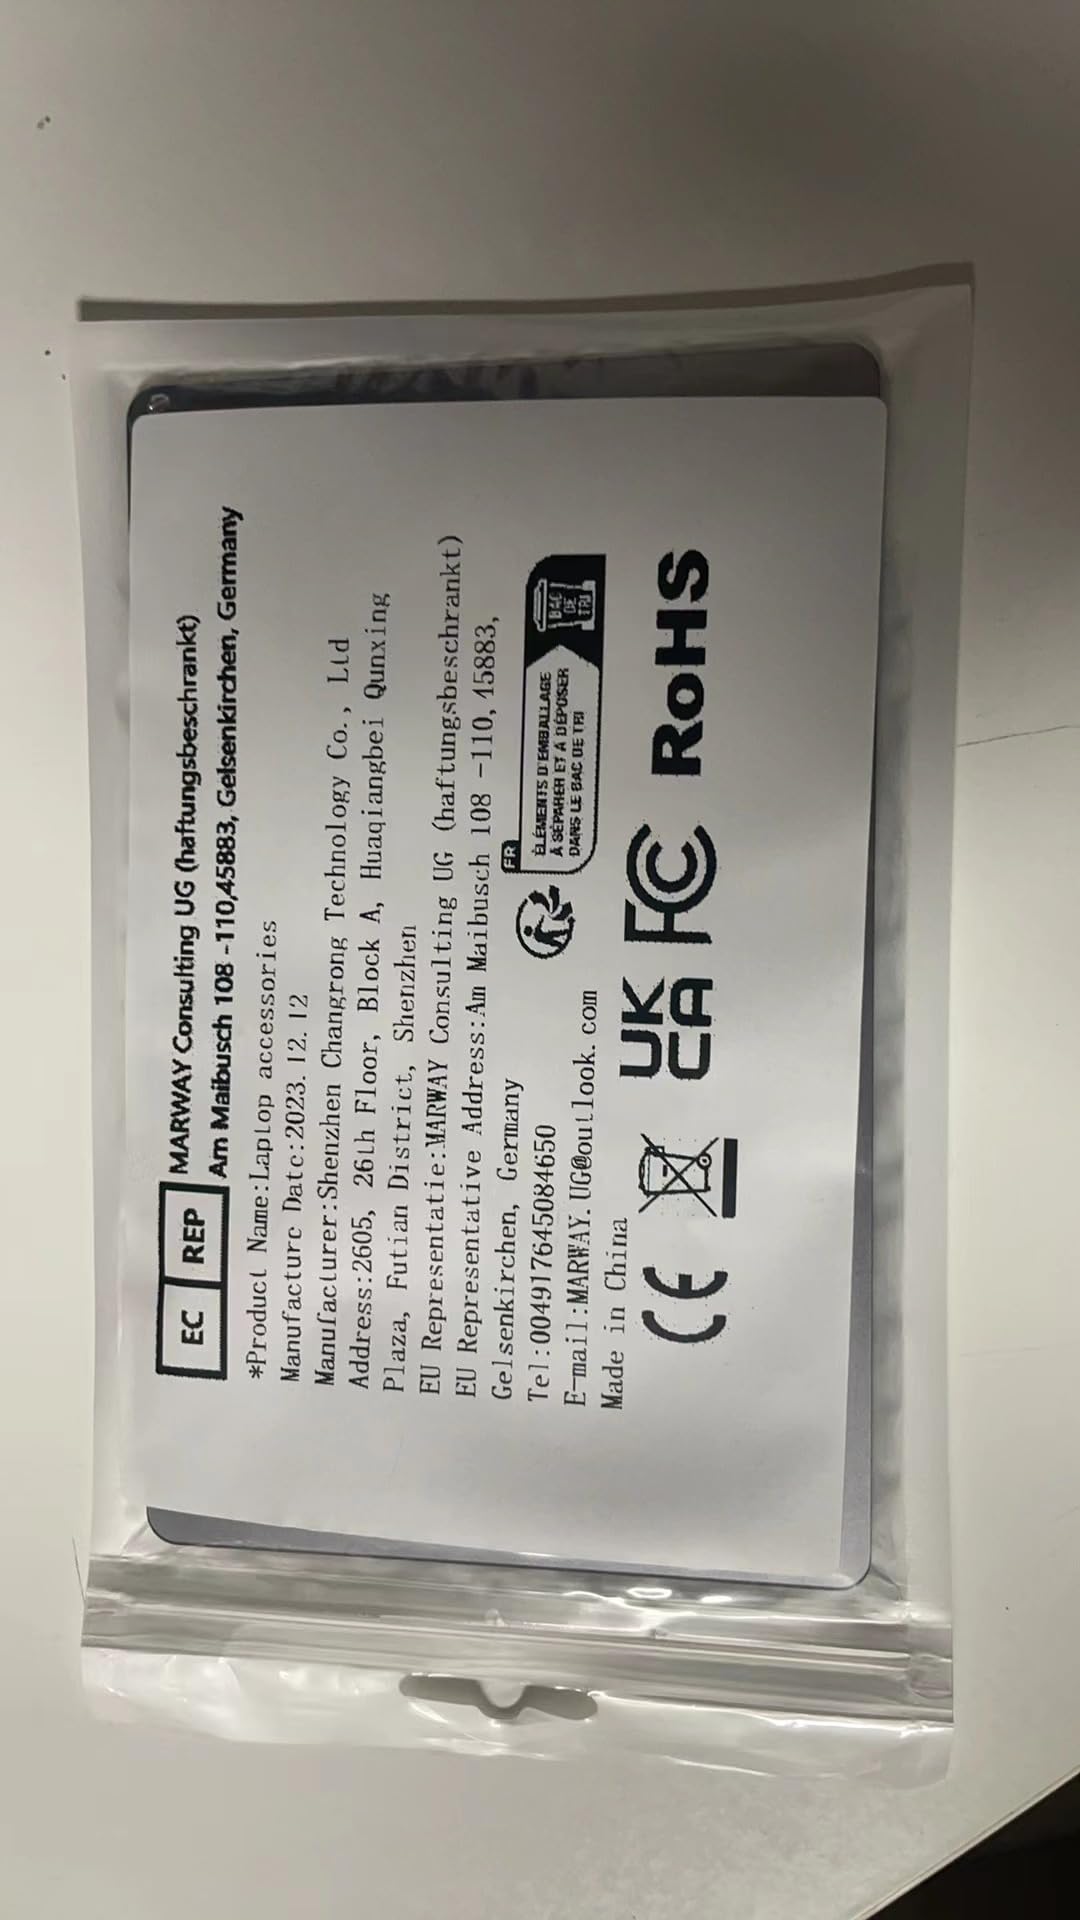 EC REP
MARWAY Consulting UG (haftungsbeschrankt)
Am Maibusch 108 -110,45883, Gelsenkirchen, Germany
*Product Name:Laplop accessories
Manufacture Date:2023.12.12
Manufacturer:Shenzhen Changrong Technology Co., Ltd
Address:2605, 26th Floor, Block A, Huaqiangbei Qunxing
Plaza, Futian District, Shenzhen
EU Representatie:MARWAY Consulting UG (haftungsbeschrankt)
EU Representative Address:Am Maibusch 108 -110, 45883,
Gelsenkirchen, Germany
Tel:004917645084650
E-mail:MARWAY.UG@outlook.com
Made in China
FR
ÉLÉMENTS D'EMBALLAGE
À SÉPARER ET À DÉPOSER
DANS LE BAC DE TRI
BAC
DE
TRI
CE
UK
CA
FC
RoHS